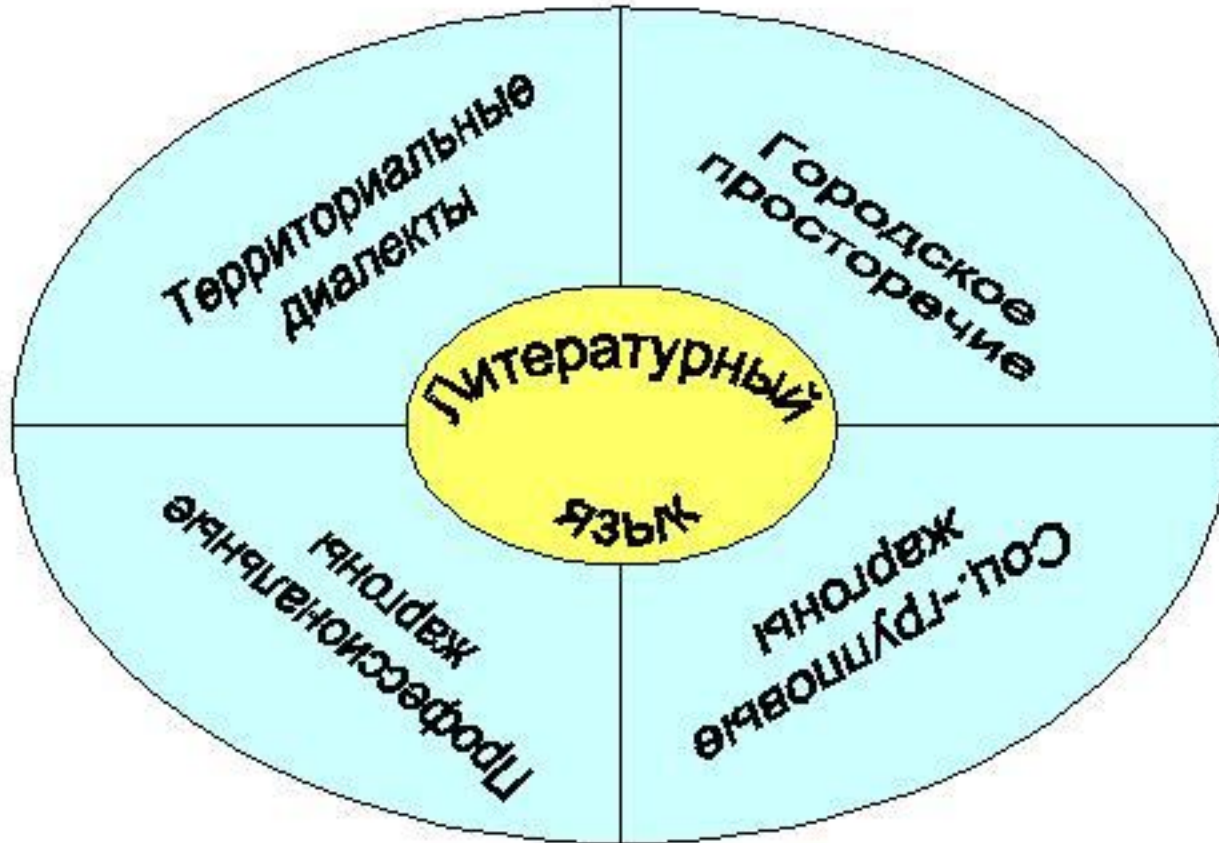 Территориальные
диалекты
Городское
просторечие
Литературный
язык
Профессиональные
жаргоны
Соц.-групповые
жаргоны